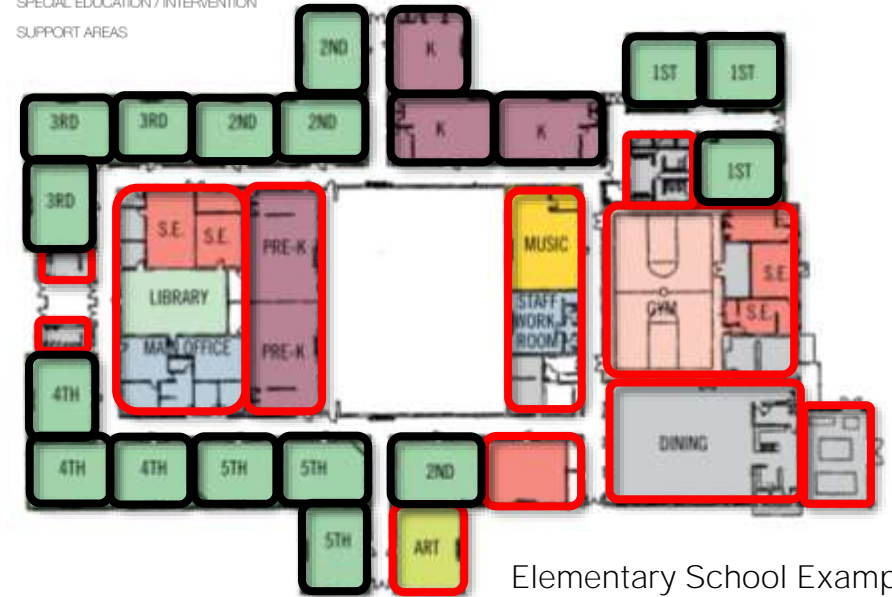 SPECIAL EDUCATION / INTERVENTION
SUPPORT AREAS
2ND
K
1ST
1ST
3RD
3RD
2ND
2ND
K
K
1ST
3RD
S.E.
S.E.
PRE-K
MUSIC
S.E.
LIBRARY
STAFF
WORK
ROOM
GYM
S.E.
MAIN OFFICE
PRE-K
4TH
4TH
4TH
5TH
5TH
2ND
DINING
5TH
ART
Elementary School Examp